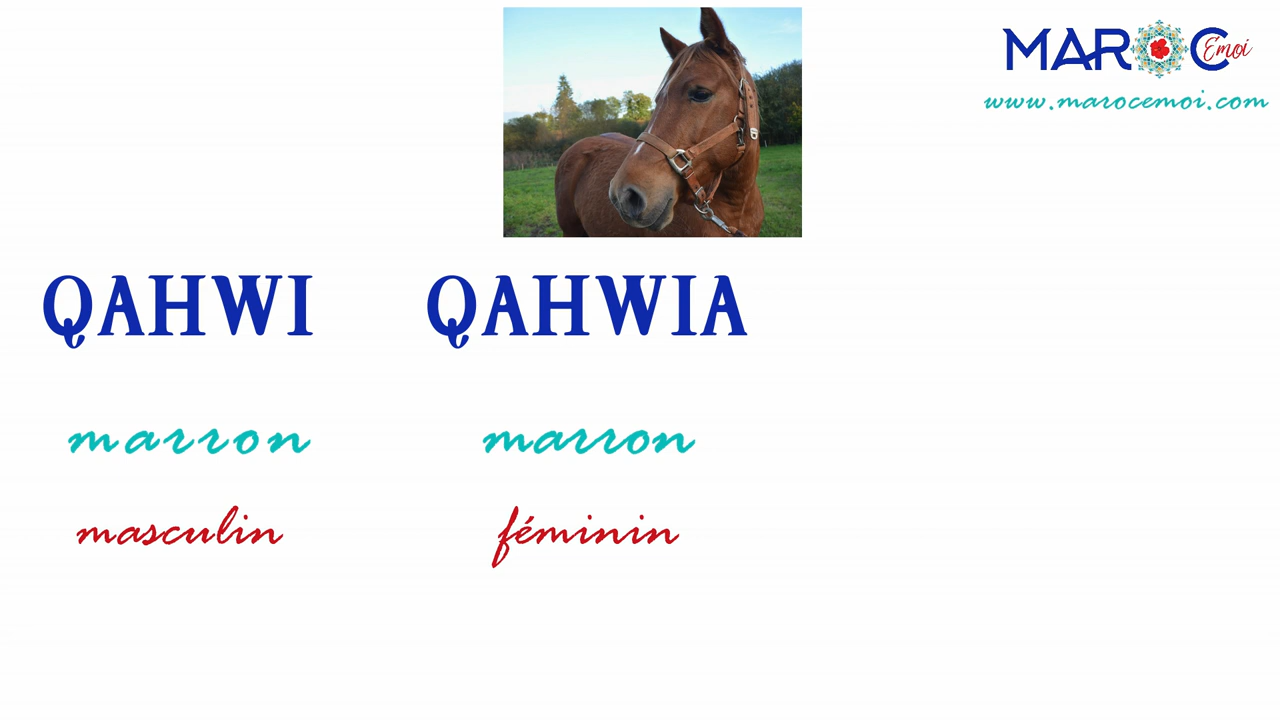 MAROC Emoi
www.marocemoi.com
QAHWI QAHWIA
marron marron
masculin féminin